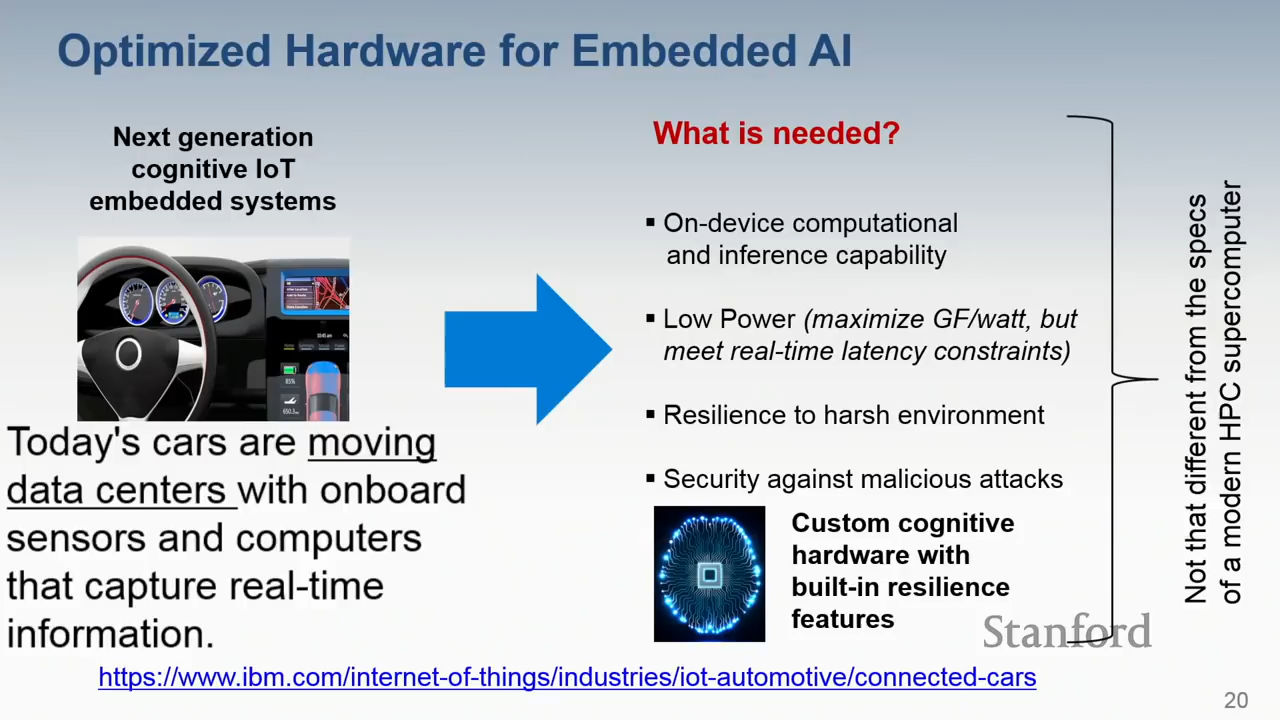 Optimized Hardware for Embedded AI
Next generation
cognitive IoT
embedded systems
Today's cars are moving
data centers with onboard
sensors and computers
that capture real-time
information.
What is needed?
▪ On-device computational
and inference capability
▪ Low Power (maximize GF/watt, but
meet real-time latency constraints)
▪ Resilience to harsh environment
▪ Security against malicious attacks
Custom cognitive
hardware with
built-in resilience
features
Not that different from the specs
of a modern HPC supercomputer
Stanford
https://www.ibm.com/internet-of-things/industries/iot-automotive/connected-cars
20